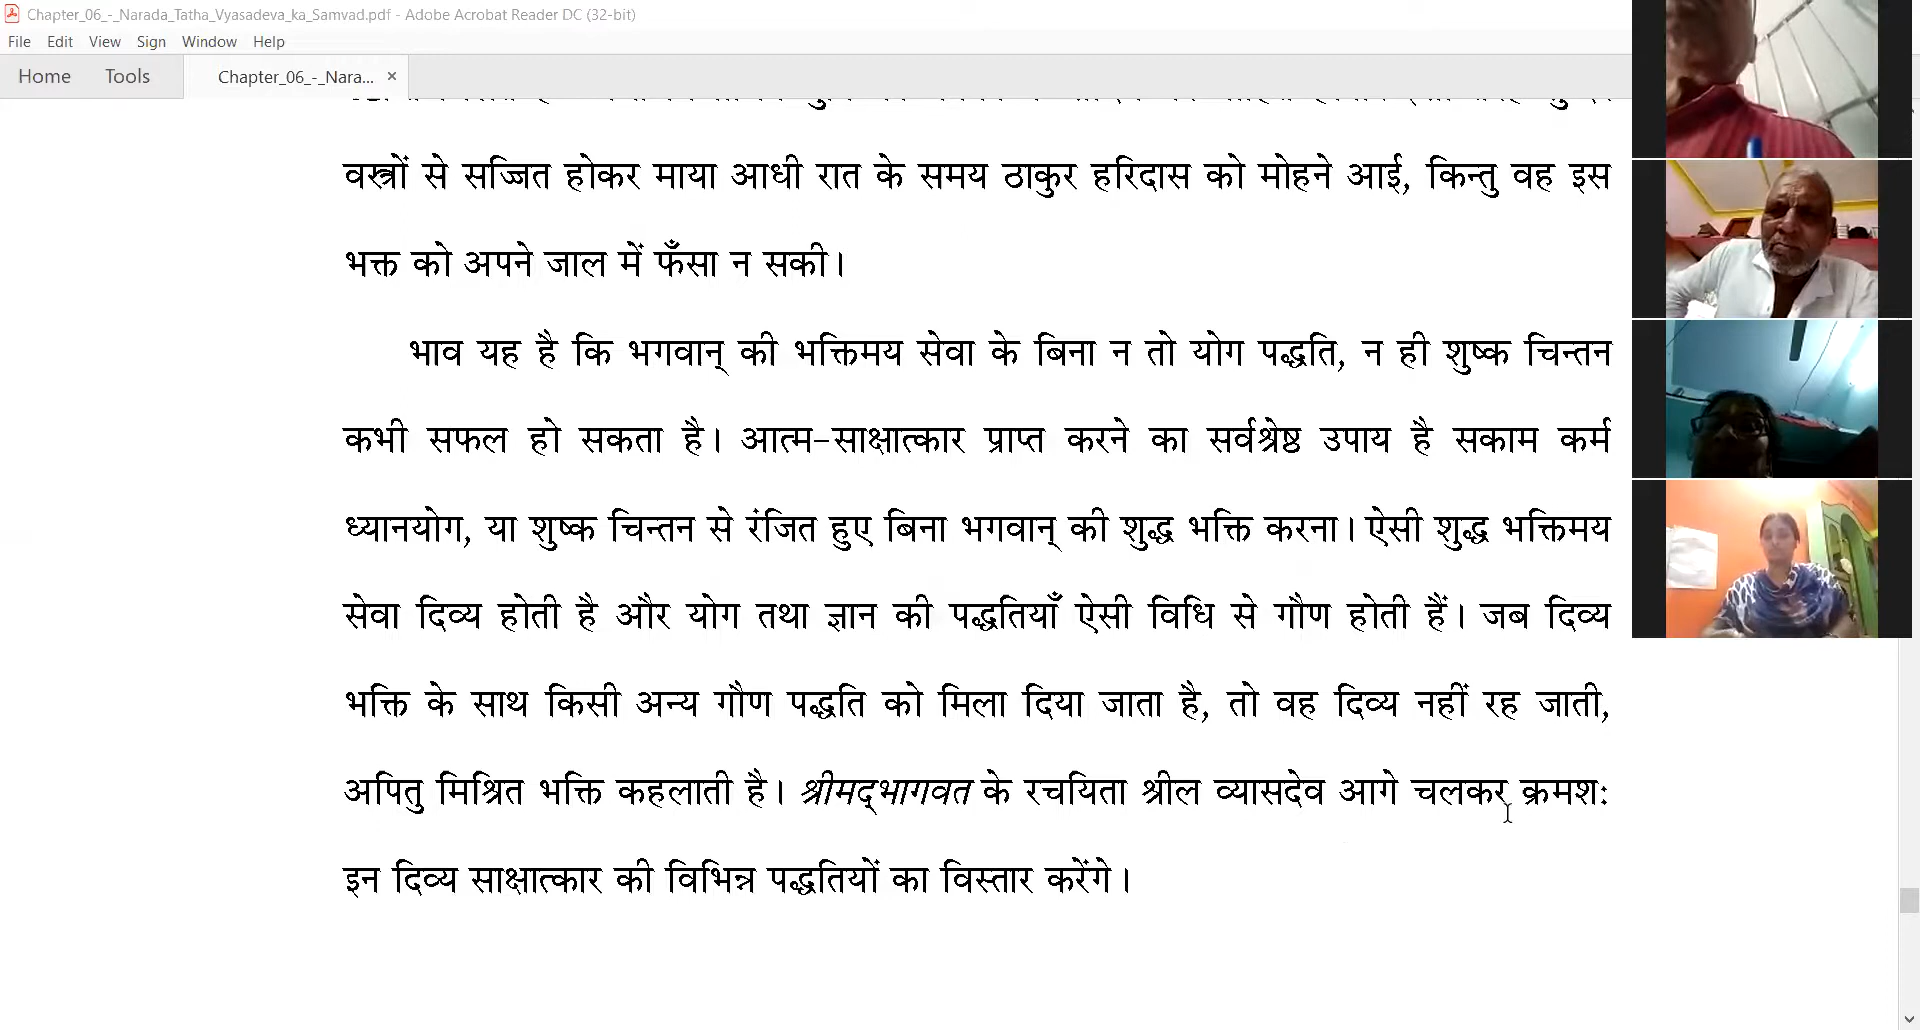 Chapter_06_-_Narada_Tatha_Vyasadeva_ka_Samvad.pdf - Adobe Acrobat Reader DC (32-bit)
File Edit View Sign Window Help
Home Tools Chapter_06_-_Nara... ×
वस्त्रों से सज्जित होकर माया आधी रात के समय ठाकुर हरिदास को मोहने आई, किन्तु वह इस
भक्त को अपने जाल में फँसा न सकी।
भाव यह है कि भगवान् की भक्तिमय सेवा के बिना न तो योग पद्धति, न ही शुष्क चिन्तन
कभी सफल हो सकता है। आत्म-साक्षात्कार प्राप्त करने का सर्वश्रेष्ठ उपाय है सकाम कर्म
ध्यानयोग, या शुष्क चिन्तन से रंजित हुए बिना भगवान् की शुद्ध भक्ति करना। ऐसी शुद्ध भक्तिमय
सेवा दिव्य होती है और योग तथा ज्ञान की पद्धतियाँ ऐसी विधि से गौण होती हैं। जब दिव्य
भक्ति के साथ किसी अन्य गौण पद्धति को मिला दिया जाता है, तो वह दिव्य नहीं रह जाती,
अपितु मिश्रित भक्ति कहलाती है। श्रीमद्भागवत के रचयिता श्रील व्यासदेव आगे चलकर क्रमशः
इन दिव्य साक्षात्कार की विभिन्न पद्धतियों का विस्तार करेंगे।